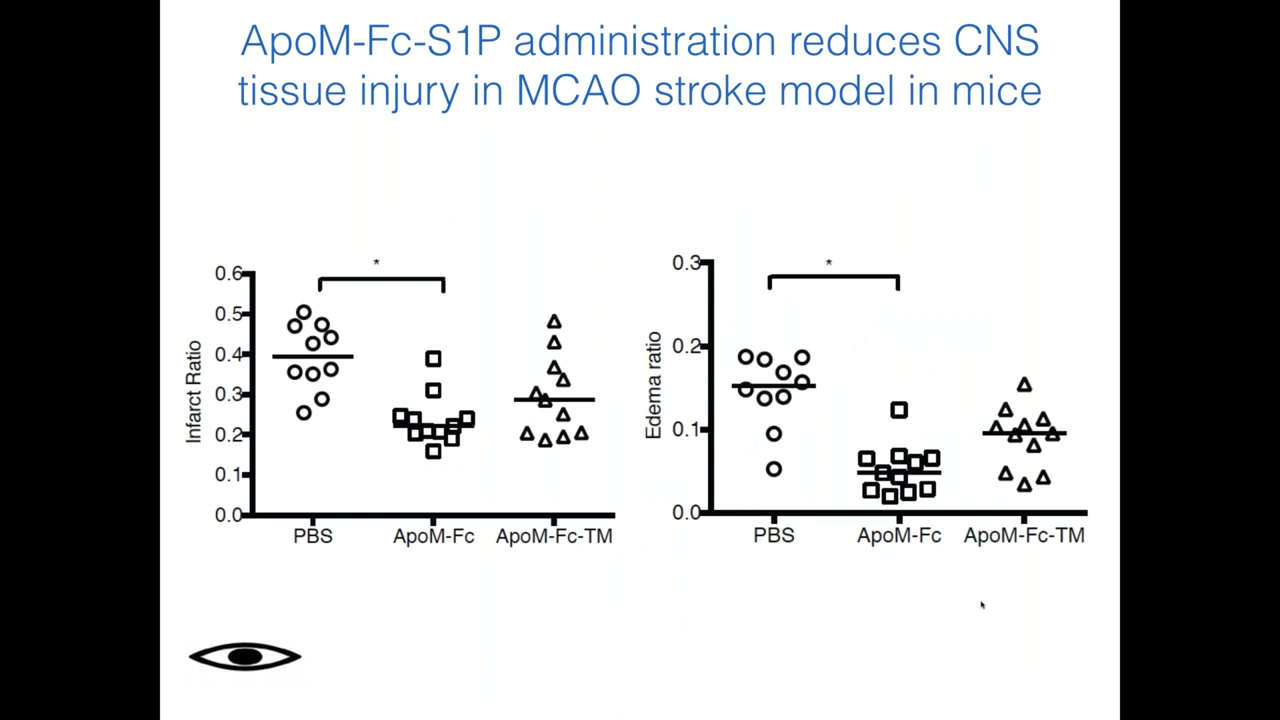 ApoM-Fc-S1P administration reduces CNS
tissue injury in MCAO stroke model in mice
*
0.6
0.5
0.4
0.3
0.2
0.1
0.0
Infarct Ratio
PBS
ApoM-Fc
ApoM-Fc-TM
*
0.3
0.2
0.1
0.0
Edema ratio
PBS
ApoM-Fc
ApoM-Fc-TM